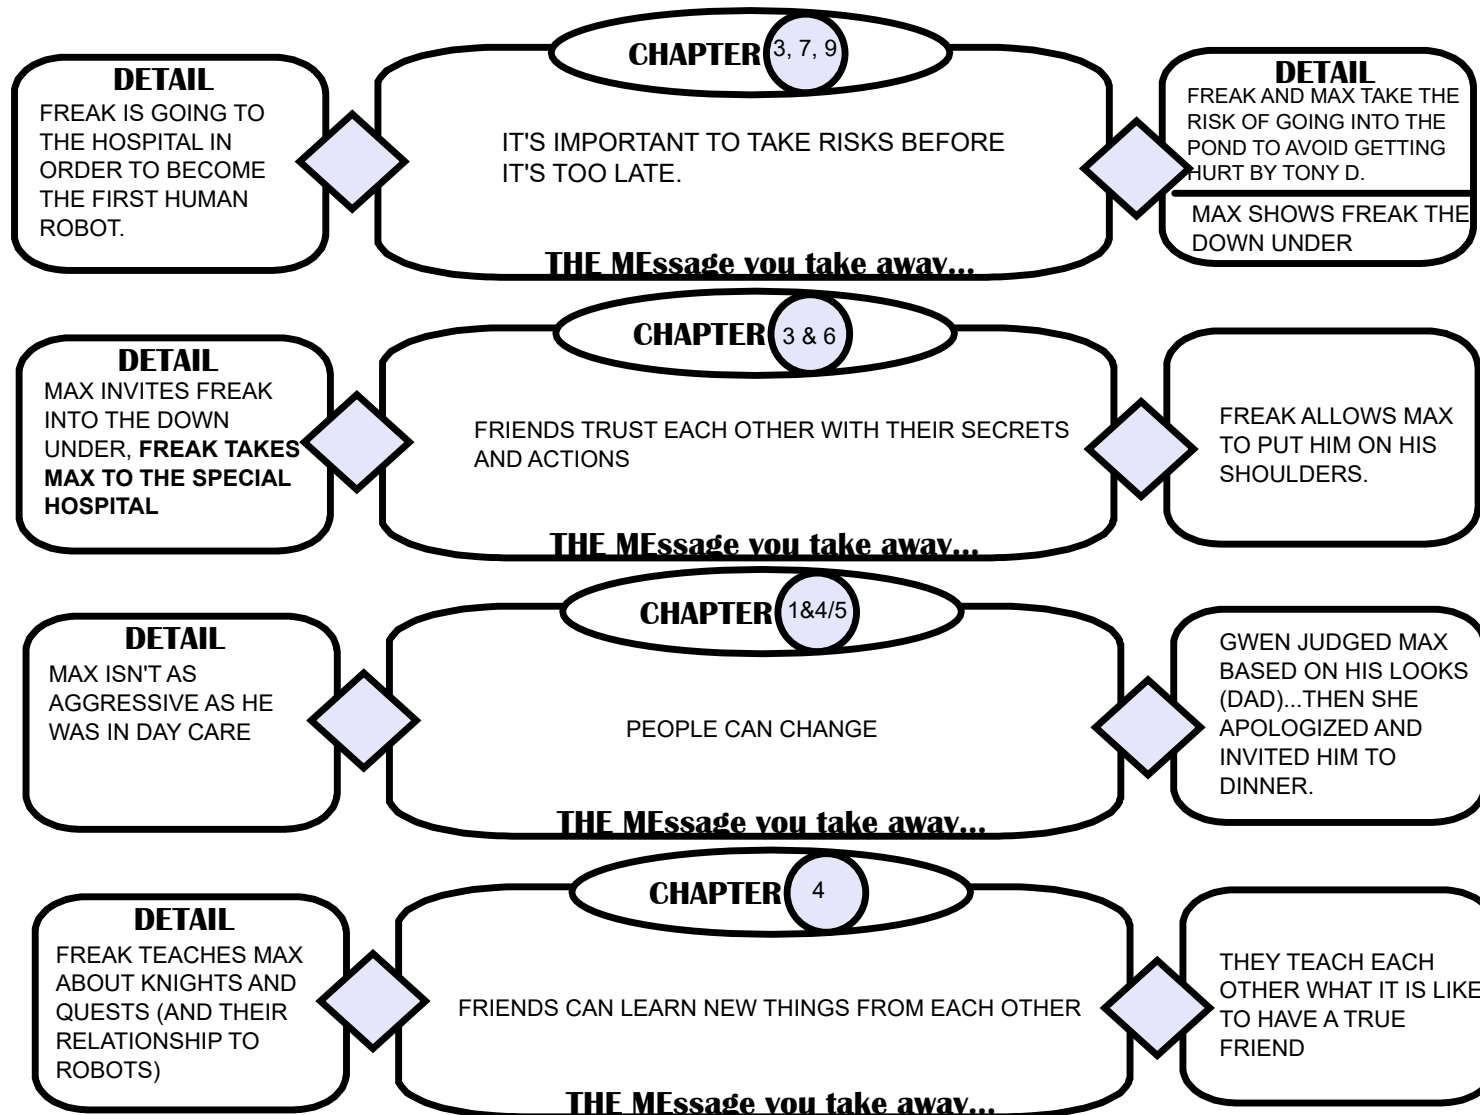 CHAPTER 3, 7, 9
DETAIL
FREAK IS GOING TO
THE HOSPITAL IN
ORDER TO BECOME
THE FIRST HUMAN
ROBOT.
IT'S IMPORTANT TO TAKE RISKS BEFORE
IT'S TOO LATE.
THE MEssage you take away...
DETAIL
FREAK AND MAX TAKE THE
RISK OF GOING INTO THE
POND TO AVOID GETTING
HURT BY TONY D.
MAX SHOWS FREAK THE
DOWN UNDER
CHAPTER 3 & 6
DETAIL
MAX INVITES FREAK
INTO THE DOWN
UNDER, FREAK TAKES
MAX TO THE SPECIAL
HOSPITAL
FRIENDS TRUST EACH OTHER WITH THEIR SECRETS
AND ACTIONS
THE MEssage you take away...
FREAK ALLOWS MAX
TO PUT HIM ON HIS
SHOULDERS.
CHAPTER 1&4/5
DETAIL
MAX ISN'T AS
AGGRESSIVE AS HE
WAS IN DAY CARE
PEOPLE CAN CHANGE
THE MEssage you take away...
GWEN JUDGED MAX
BASED ON HIS LOOKS
(DAD)...THEN SHE
APOLOGIZED AND
INVITED HIM TO
DINNER.
CHAPTER 4
DETAIL
FREAK TEACHES MAX
ABOUT KNIGHTS AND
QUESTS (AND THEIR
RELATIONSHIP TO
ROBOTS)
FRIENDS CAN LEARN NEW THINGS FROM EACH OTHER
THE MEssage you take away...
THEY TEACH EACH
OTHER WHAT IT IS LIKE
TO HAVE A TRUE
FRIEND